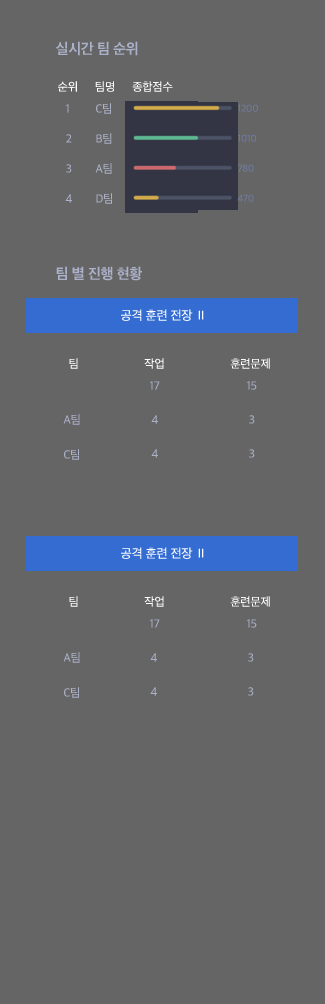 실시간 팀 순위
순위 팀명 종합점수
1 C팀 1200
2 B팀 1010
3 A팀 780
4 D팀 470
팀 별 진행 현황
공격 훈련 전장 II
팀 작업 훈련문제
17 15
A팀 4 3
C팀 4 3
공격 훈련 전장 II
팀 작업 훈련문제
17 15
A팀 4 3
C팀 4 3